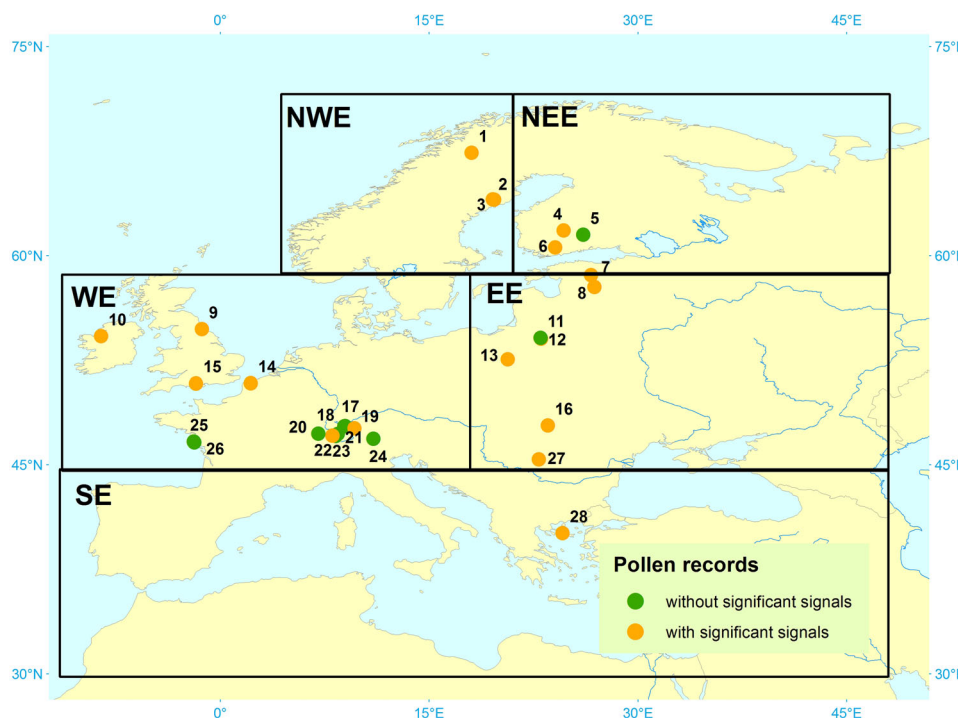 0° 15°E 30°E 45°E
75°N 75°N
NWE NEE
1
2
3 4 5
6
60°N 60°N
7
WE EE
8
10 9
11
12
13
15 14
16
17
18 19
25 20 21
26 22 23 24
27
45°N 45°N
SE
28
Pollen records
without significant signals
with significant signals
30°N 30°N
0° 15°E 30°E 45°E